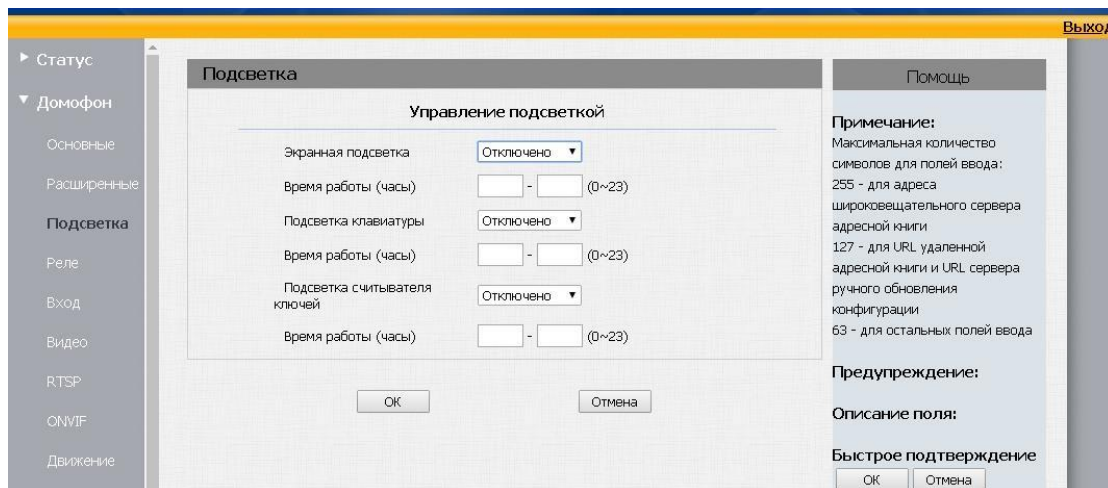 Выход
Статус
Домофон
Основные
Расширенные
Подсветка
Реле
Вход
Видео
RTSP
ONVIF
Движение
Подсветка
Управление подсветкой
Экранная подсветка Отключено
Время работы (часы) - (0~23)
Подсветка клавиатуры Отключено
Время работы (часы) - (0~23)
Подсветка считывателя
ключей Отключено
Время работы (часы) - (0~23)
ОК Отмена
Помощь
Примечание:
Максимальная количество
символов для полей ввода:
255 - для адреса
широковещательного сервера
адресной книги
127 - для URL удаленной
адресной книги и URL сервера
ручного обновления
конфигурации
63 - для остальных полей ввода
Предупреждение:
Описание поля:
Быстрое подтверждение
ОК Отмена